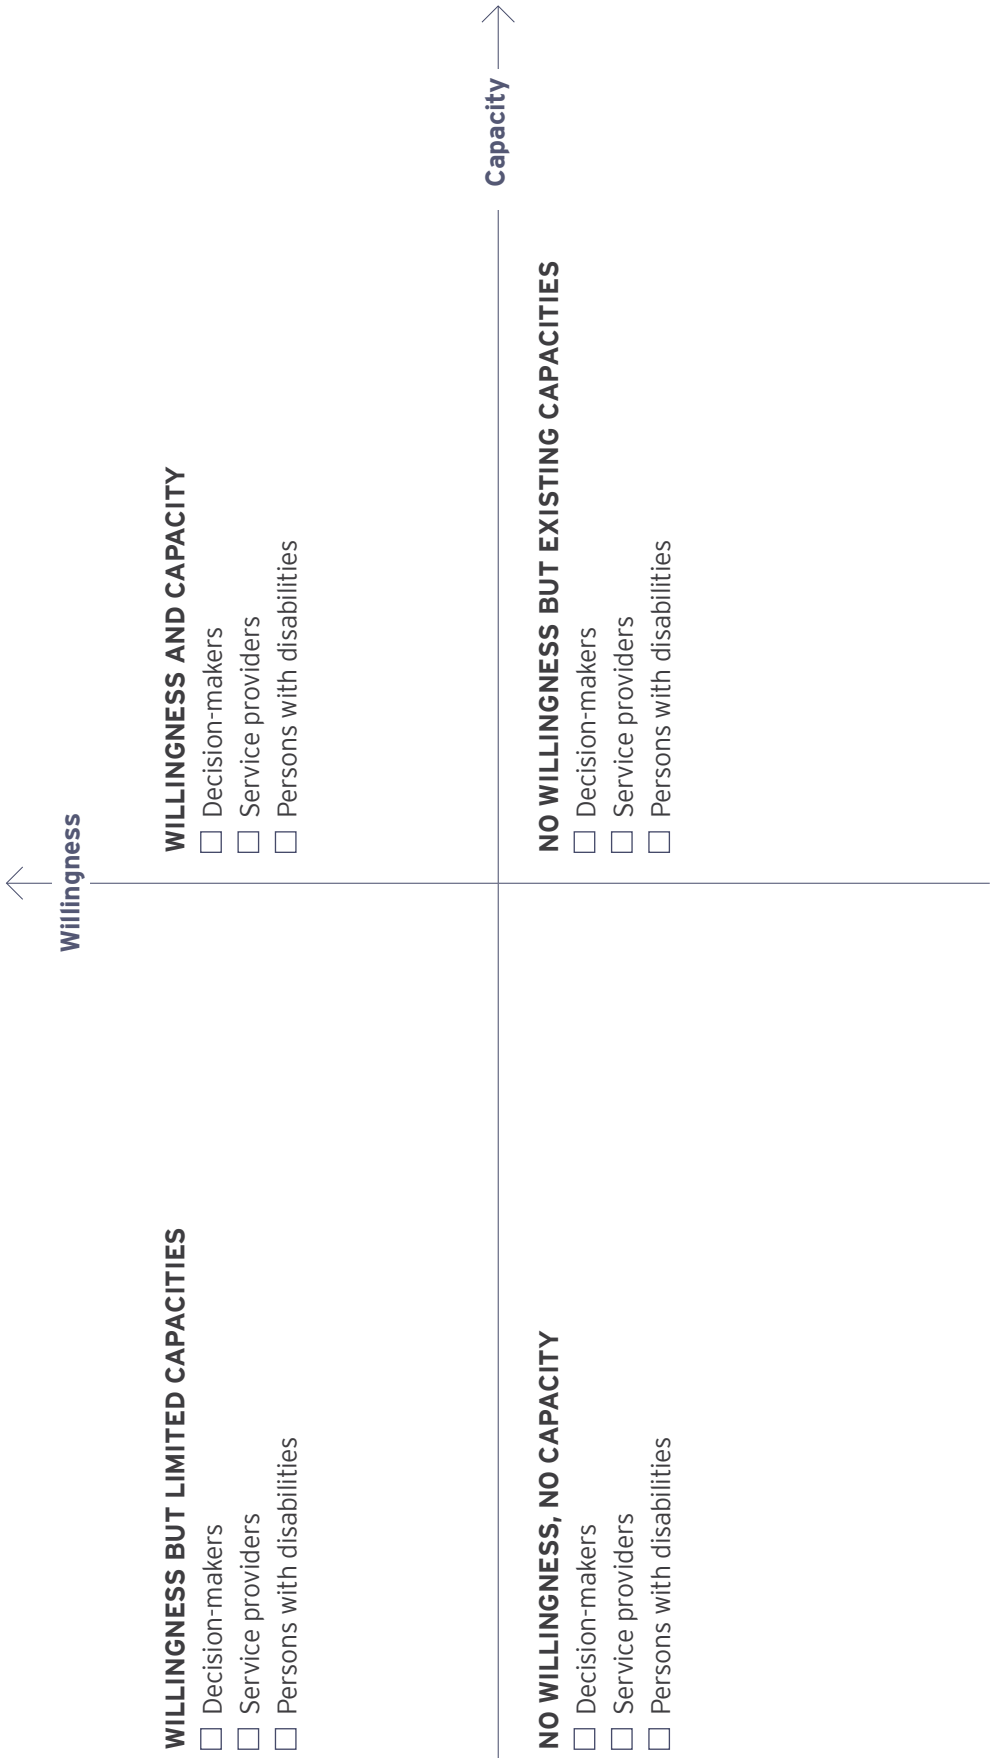 Willingness
WILLINGNESS BUT LIMITED CAPACITIES
☐ Decision-makers
☐ Service providers
☐ Persons with disabilities
WILLINGNESS AND CAPACITY
☐ Decision-makers
☐ Service providers
☐ Persons with disabilities
Capacity
NO WILLINGNESS, NO CAPACITY
☐ Decision-makers
☐ Service providers
☐ Persons with disabilities
NO WILLINGNESS BUT EXISTING CAPACITIES
☐ Decision-makers
☐ Service providers
☐ Persons with disabilities